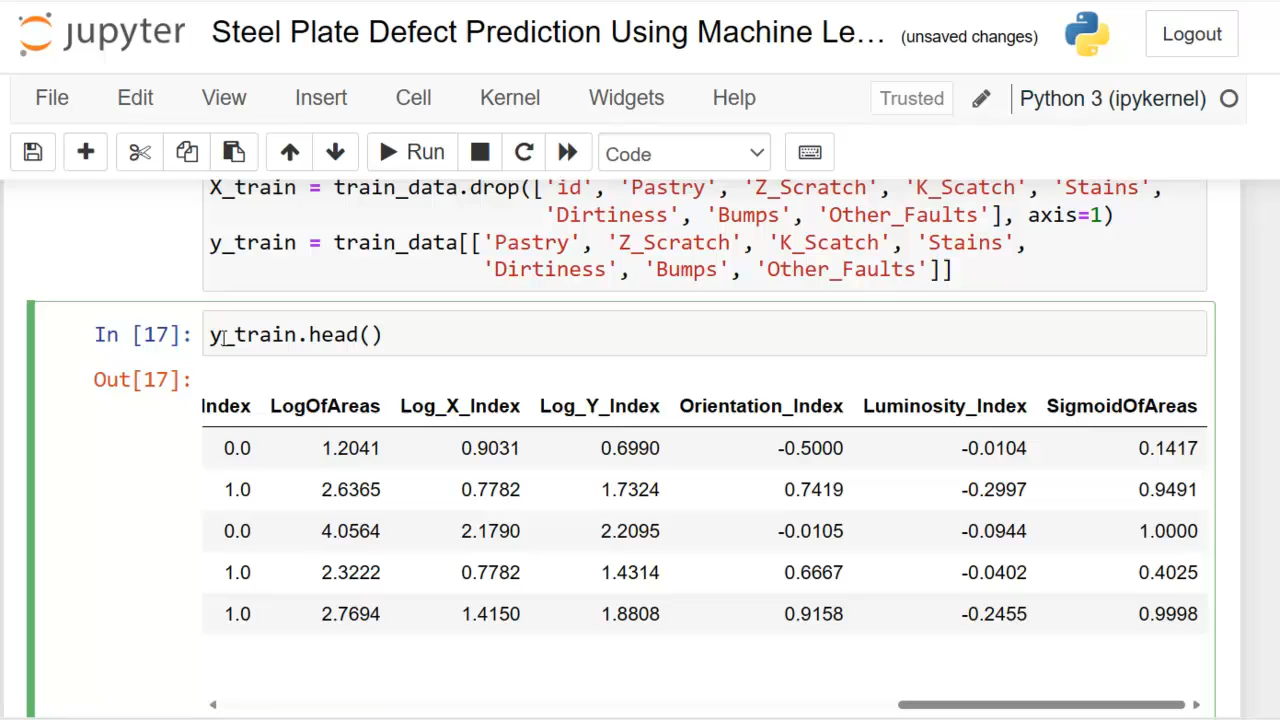 jupyter Steel Plate Defect Prediction Using Machine Le... (unsaved changes) Logout
File Edit View Insert Cell Kernel Widgets Help Trusted Python 3 (ipykernel)
Run Code
X_train = train_data.drop(['id', 'Pastry', 'Z_Scratch', 'K_Scatch', 'Stains',
'Dirtiness', 'Bumps', 'Other_Faults'], axis=1)
y_train = train_data[['Pastry', 'Z_Scratch', 'K_Scatch', 'Stains',
'Dirtiness', 'Bumps', 'Other_Faults']]
In [17]: y_train.head()
Out[17]:
Index LogOfAreas Log_X_Index Log_Y_Index Orientation_Index Luminosity_Index SigmoidOfAreas
0.0 1.2041 0.9031 0.6990 -0.5000 -0.0104 0.1417
1.0 2.6365 0.7782 1.7324 0.7419 -0.2997 0.9491
0.0 4.0564 2.1790 2.2095 -0.0105 -0.0944 1.0000
1.0 2.3222 0.7782 1.4314 0.6667 -0.0402 0.4025
1.0 2.7694 1.4150 1.8808 0.9158 -0.2455 0.9998